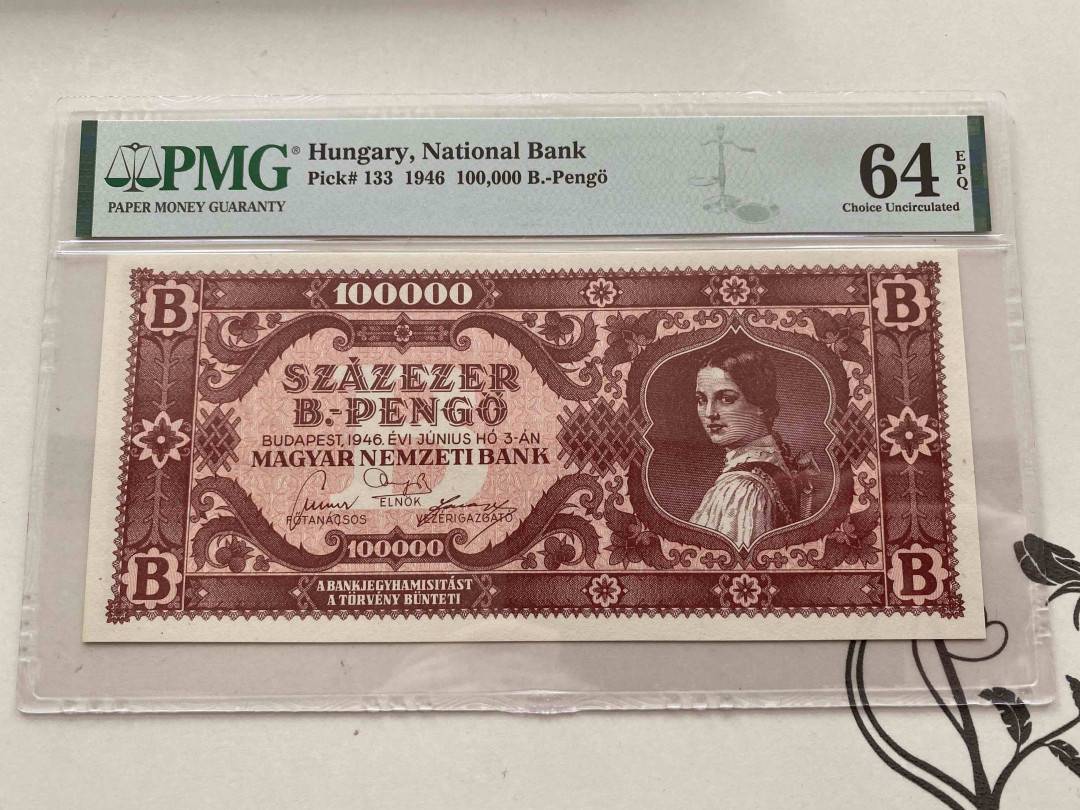 PMG®
PAPER MONEY GUARANTY
Hungary, National Bank
Pick# 133 1946 100,000 B.-Pengö
64
EPQ
Choice Uncirculated
B
100000
B
SZÁZEZER
B.-PENGŐ
BUDAPEST, 1946. ÉVI JÚNIUS HÓ 3-ÁN
MAGYAR NEMZETI BANK
ELNÖK
FŐTANÁCSOS
VEZÉRIGAZGATÓ
100000
B
A BANKJEGYHAMISITÁST
A TÖRVÉNY BÜNTETI
B